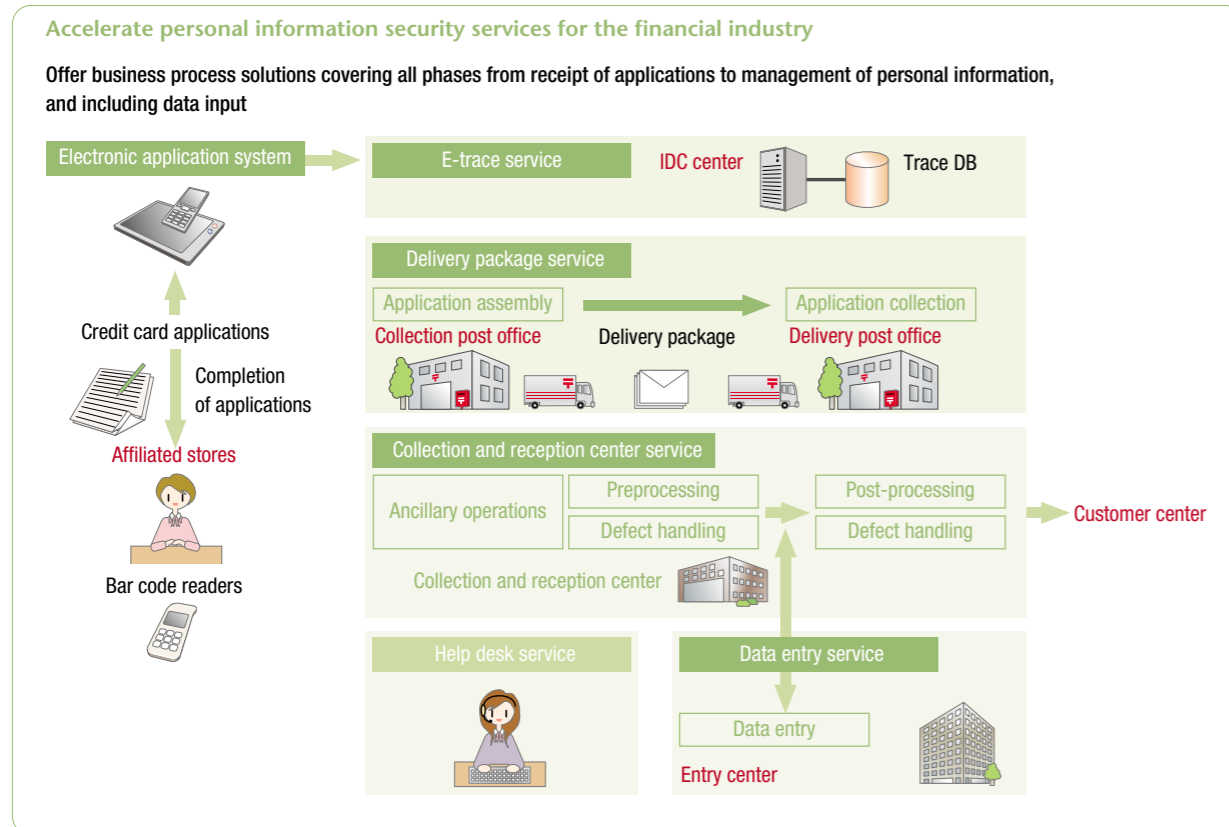 Accelerate personal information security services for the financial industry
Offer business process solutions covering all phases from receipt of applications to management of personal information,
and including data input
Electronic application system
E-trace service
IDC center
Trace DB
Credit card applications
Completion
of applications
Affiliated stores
Bar code readers
Delivery package service
Application assembly
Application collection
Collection post office
Delivery package
Delivery post office
〒
〒
〒
〒
〒
〒
Collection and reception center service
Ancillary operations
Preprocessing
Defect handling
Post-processing
Defect handling
Customer center
Collection and reception center
Help desk service
Data entry service
Data entry
Entry center